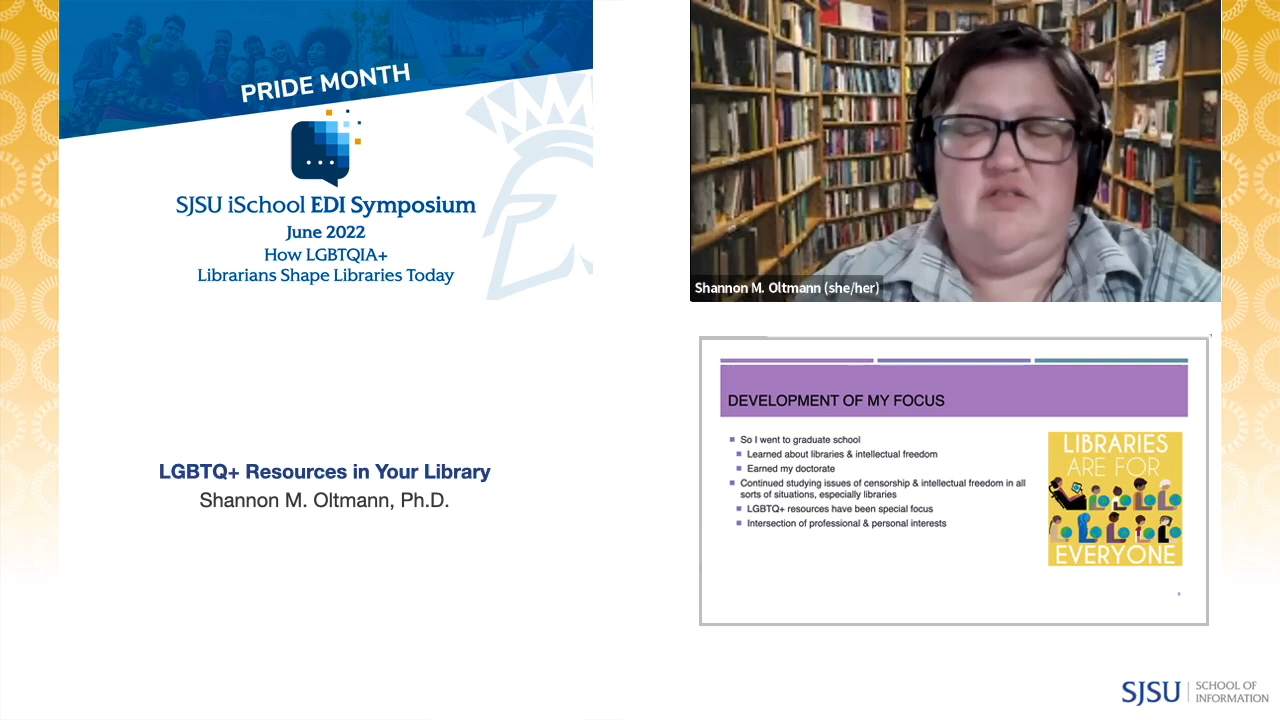 PRIDE MONTH
SJSU iSchool EDI Symposium
June 2022
How LGBTQIA+
Librarians Shape Libraries Today
LGBTQ+ Resources in Your Library
Shannon M. Oltmann, Ph.D.
Shannon M. Oltmann (she/her)
DEVELOPMENT OF MY FOCUS
So I went to graduate school
Learned about libraries & intellectual freedom
Earned my doctorate
Continued studying issues of censorship & intellectual freedom in all
sorts of situations, especially libraries
LGBTQ+ resources have been special focus
Intersection of professional & personal interests
LIBRARIES
ARE FOR
EVERYONE
SJSU SCHOOL OF
INFORMATION